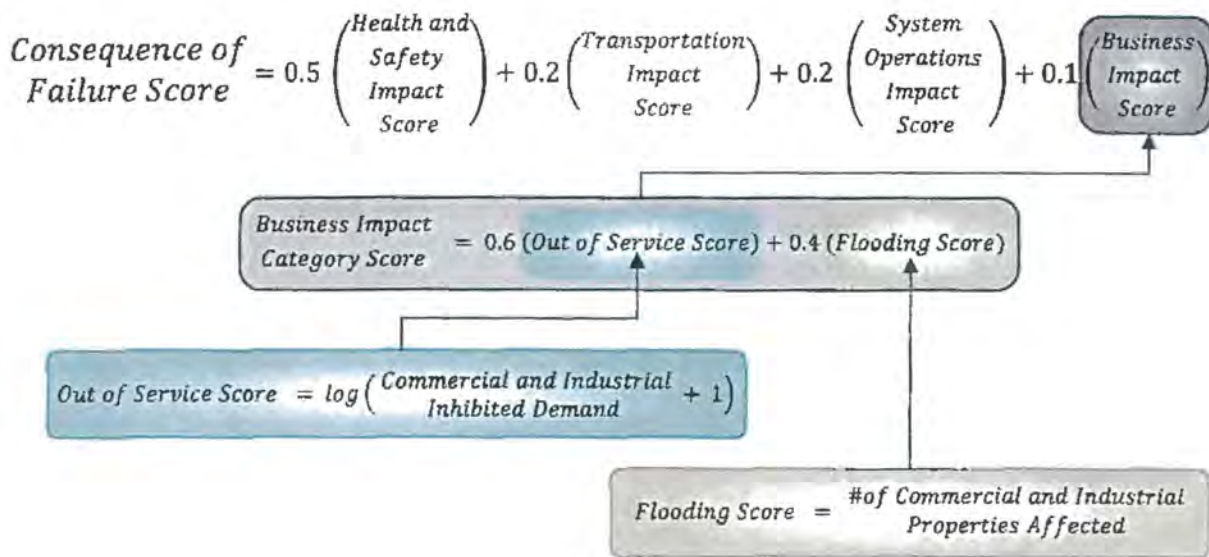 Consequence of Failure Score = 0.5 (Health and Safety Impact Score) + 0.2 (Transportation Impact Score) + 0.2 (System Operations Impact Score) + 0.1 (Business Impact Score)
Business Impact Category Score = 0.6 (Out of Service Score) + 0.4 (Flooding Score)
Out of Service Score = log(Commercial and Industrial Inhibited Demand + 1)
Flooding Score = #of Commercial and Industrial Properties Affected